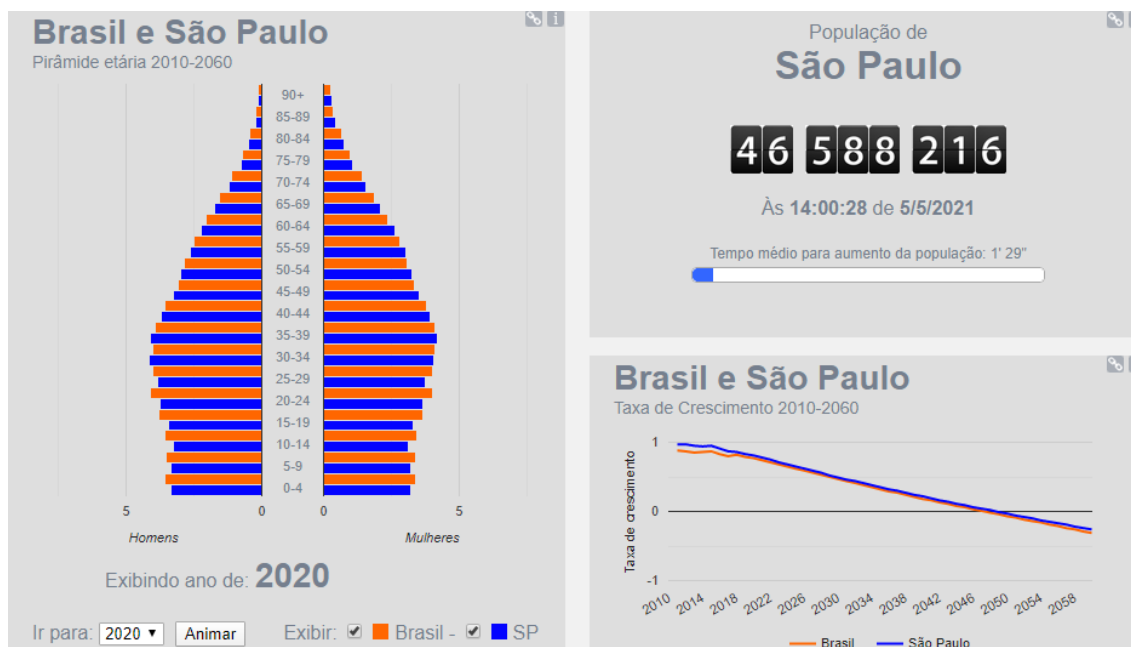 Brasil e São Paulo
Pirâmide etária 2010-2060
90+
85-89
80-84
75-79
70-74
65-69
60-64
55-59
50-54
45-49
40-44
35-39
30-34
25-29
20-24
15-19
10-14
5-9
0-4
5 0 0 5
Homens Mulheres
Exibindo ano de: 2020
Ir para: 2020 Animar Exibir: Brasil - SP
População de
São Paulo
46 588 216
Às 14:00:28 de 5/5/2021
Tempo médio para aumento da população: 1' 29"
Brasil e São Paulo
Taxa de Crescimento 2010-2060
Taxa de crescimento
1
0
-1
2010 2014 2018 2022 2026 2030 2034 2038 2042 2046 2050 2054 2058
Brasil São Paulo